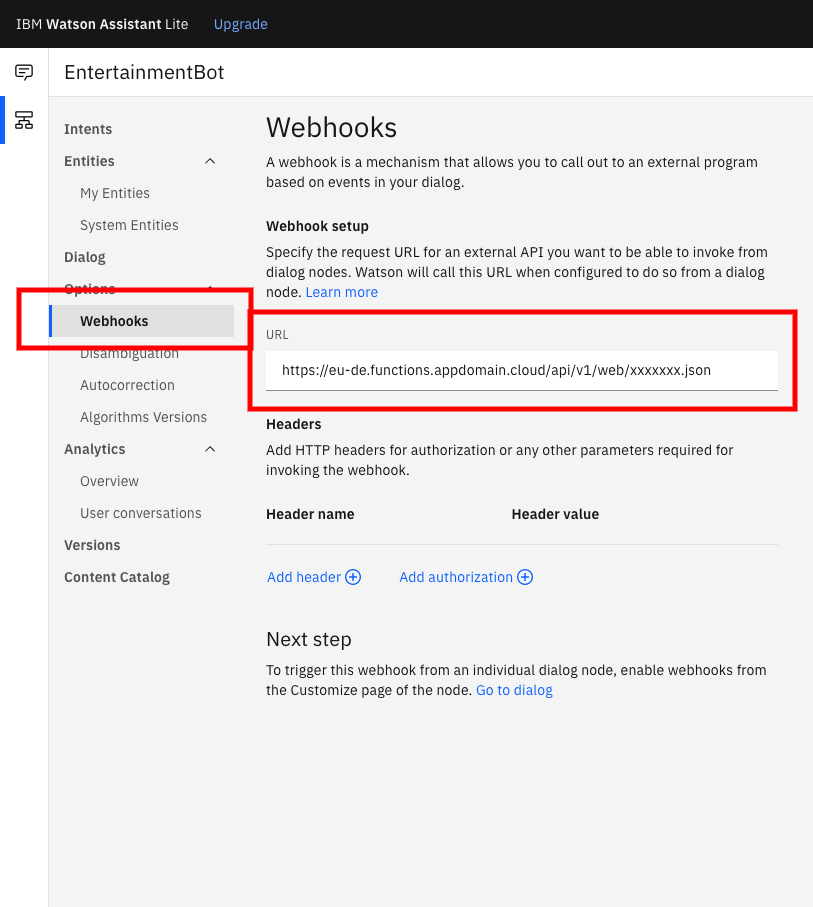 IBM Watson Assistant Lite Upgrade
EntertainmentBot
Intents
Entities
My Entities
System Entities
Dialog
Options
Webhooks
Disambiguation
Autocorrection
Algorithms Versions
Analytics
Overview
User conversations
Versions
Content Catalog
Webhooks
A webhook is a mechanism that allows you to call out to an external program
based on events in your dialog.
Webhook setup
Specify the request URL for an external API you want to be able to invoke from
dialog nodes. Watson will call this URL when configured to do so from a dialog
node. Learn more
URL
https://eu-de.functions.appdomain.cloud/api/v1/web/xxxxxxx.json
Headers
Add HTTP headers for authorization or any other parameters required for
invoking the webhook.
Header name Header value
Add header Add authorization
Next step
To trigger this webhook from an individual dialog node, enable webhooks from
the Customize page of the node. Go to dialog